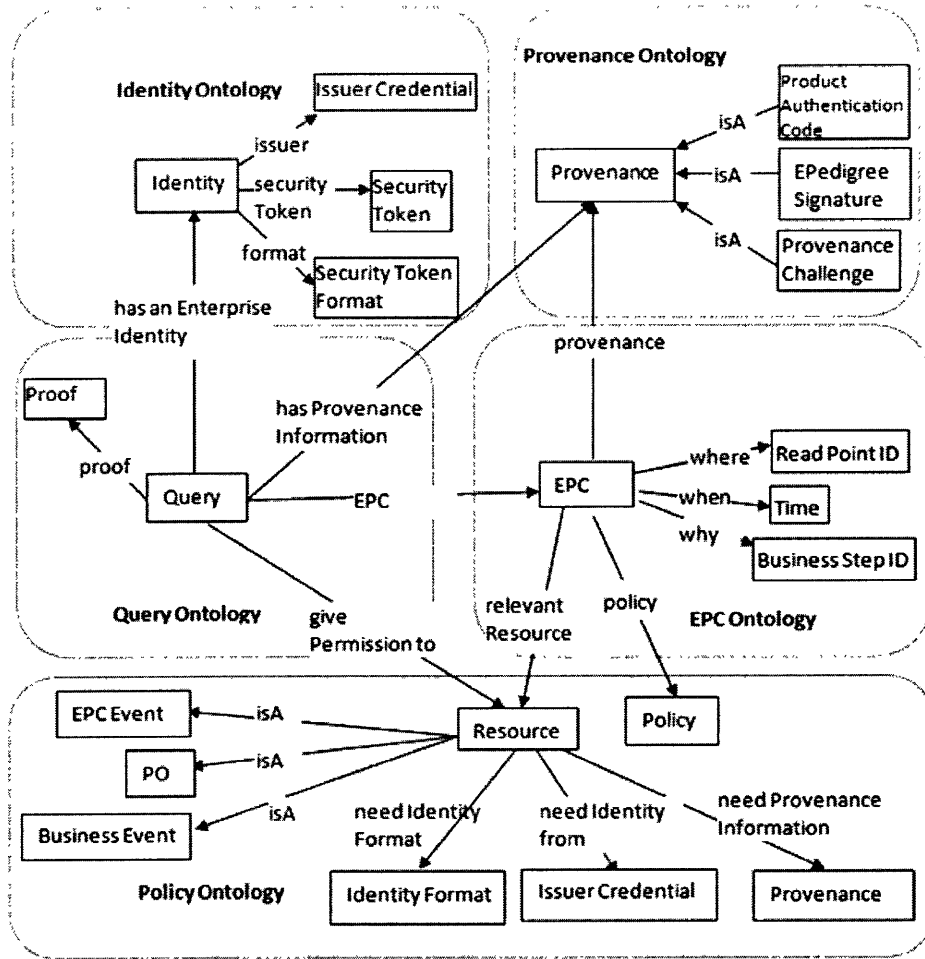 Identity Ontology
Issuer Credential
issuer
Identity
security
Token
Security
Token
format
Security Token
Format
has an Enterprise
Identity
Provenance Ontology
Product
Authentication
Code
isA
Provenance
isA
EPedigree
Signature
isA
Provenance
Challenge
provenance
Proof
proof
has Provenance
Information
Query
EPC
Query Ontology
give
Permission to
EPC
where
Read Point ID
when
Time
why
Business Step ID
relevant
Resource
policy
EPC Ontology
EPC Event
isA
Resource
Policy
PO
isA
isA
Business Event
need Identity
Format
need Identity
from
need Provenance
Information
Policy Ontology
Identity Format
Issuer Credential
Provenance